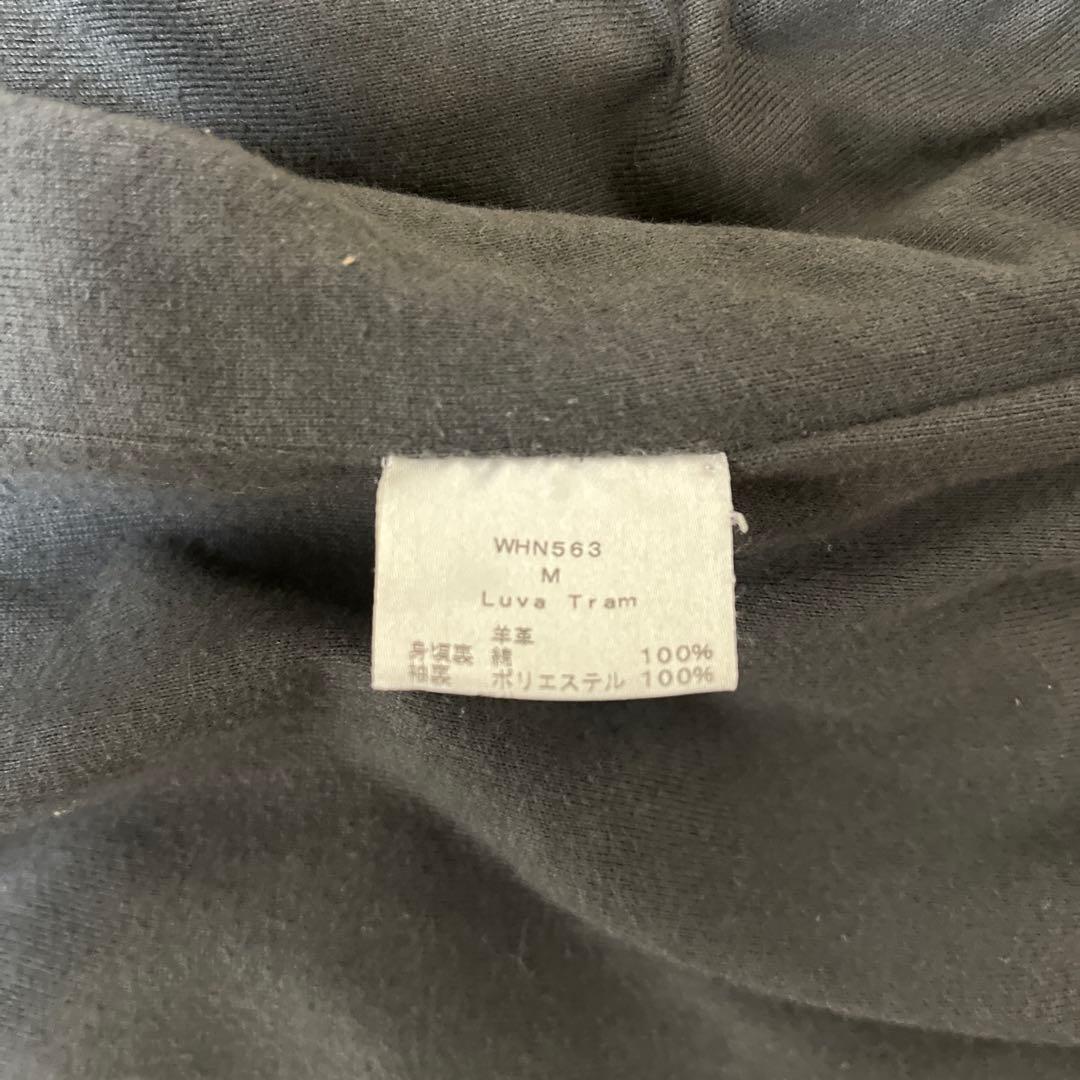 WHN563
M
Luva Tram
羊革
身頃裏 綿 100%
袖裏 ポリエステル 100%